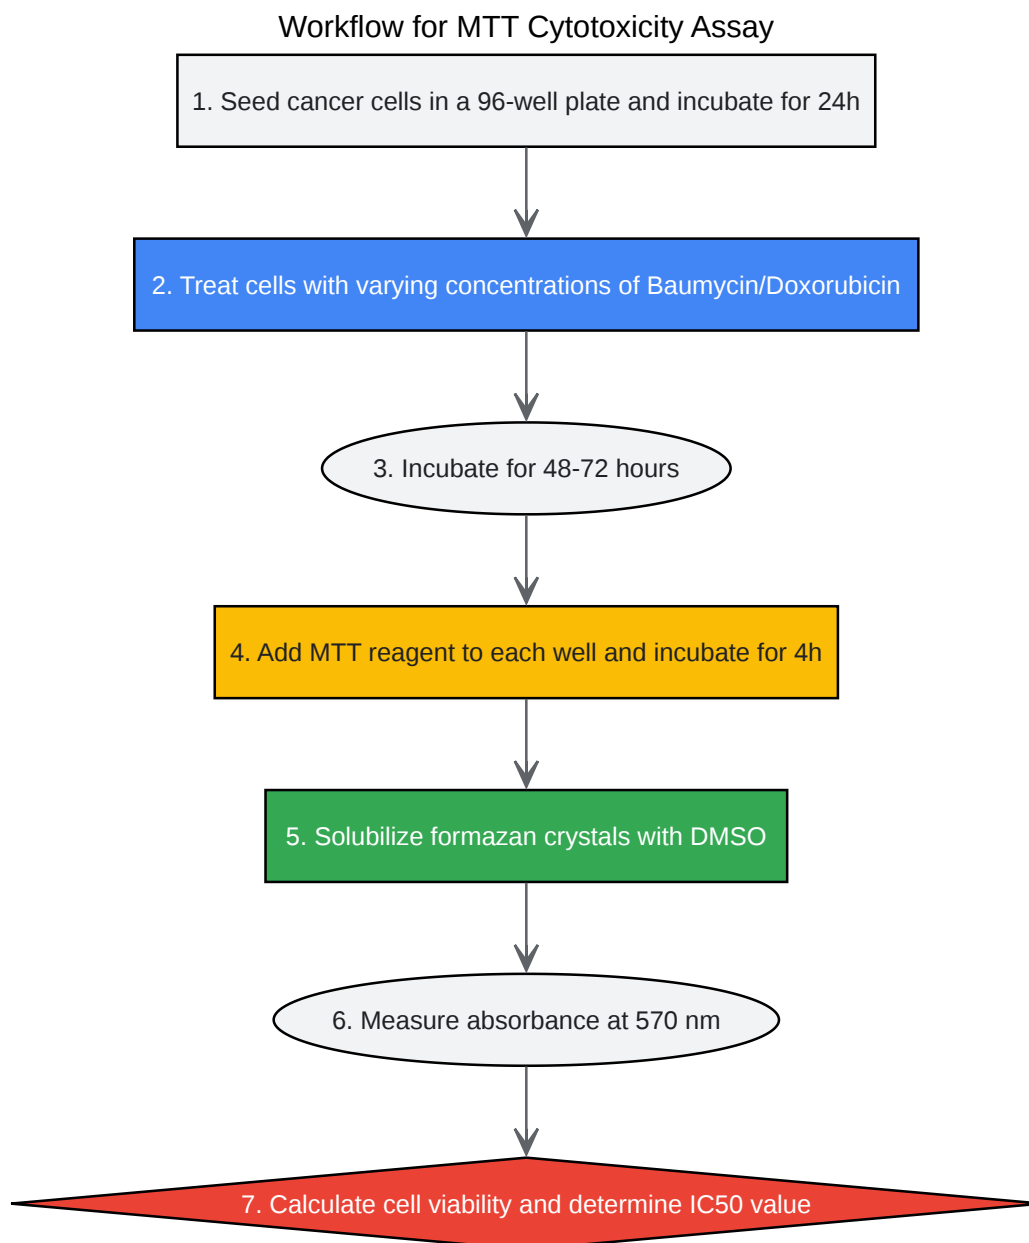 Workflow for MTT Cytotoxicity Assay
1. Seed cancer cells in a 96-well plate and incubate for 24h
2. Treat cells with varying concentrations of Baumycin/Doxorubicin
3. Incubate for 48-72 hours
4. Add MTT reagent to each well and incubate for 4h
5. Solubilize formazan crystals with DMSO
6. Measure absorbance at 570 nm
7. Calculate cell viability and determine IC50 value